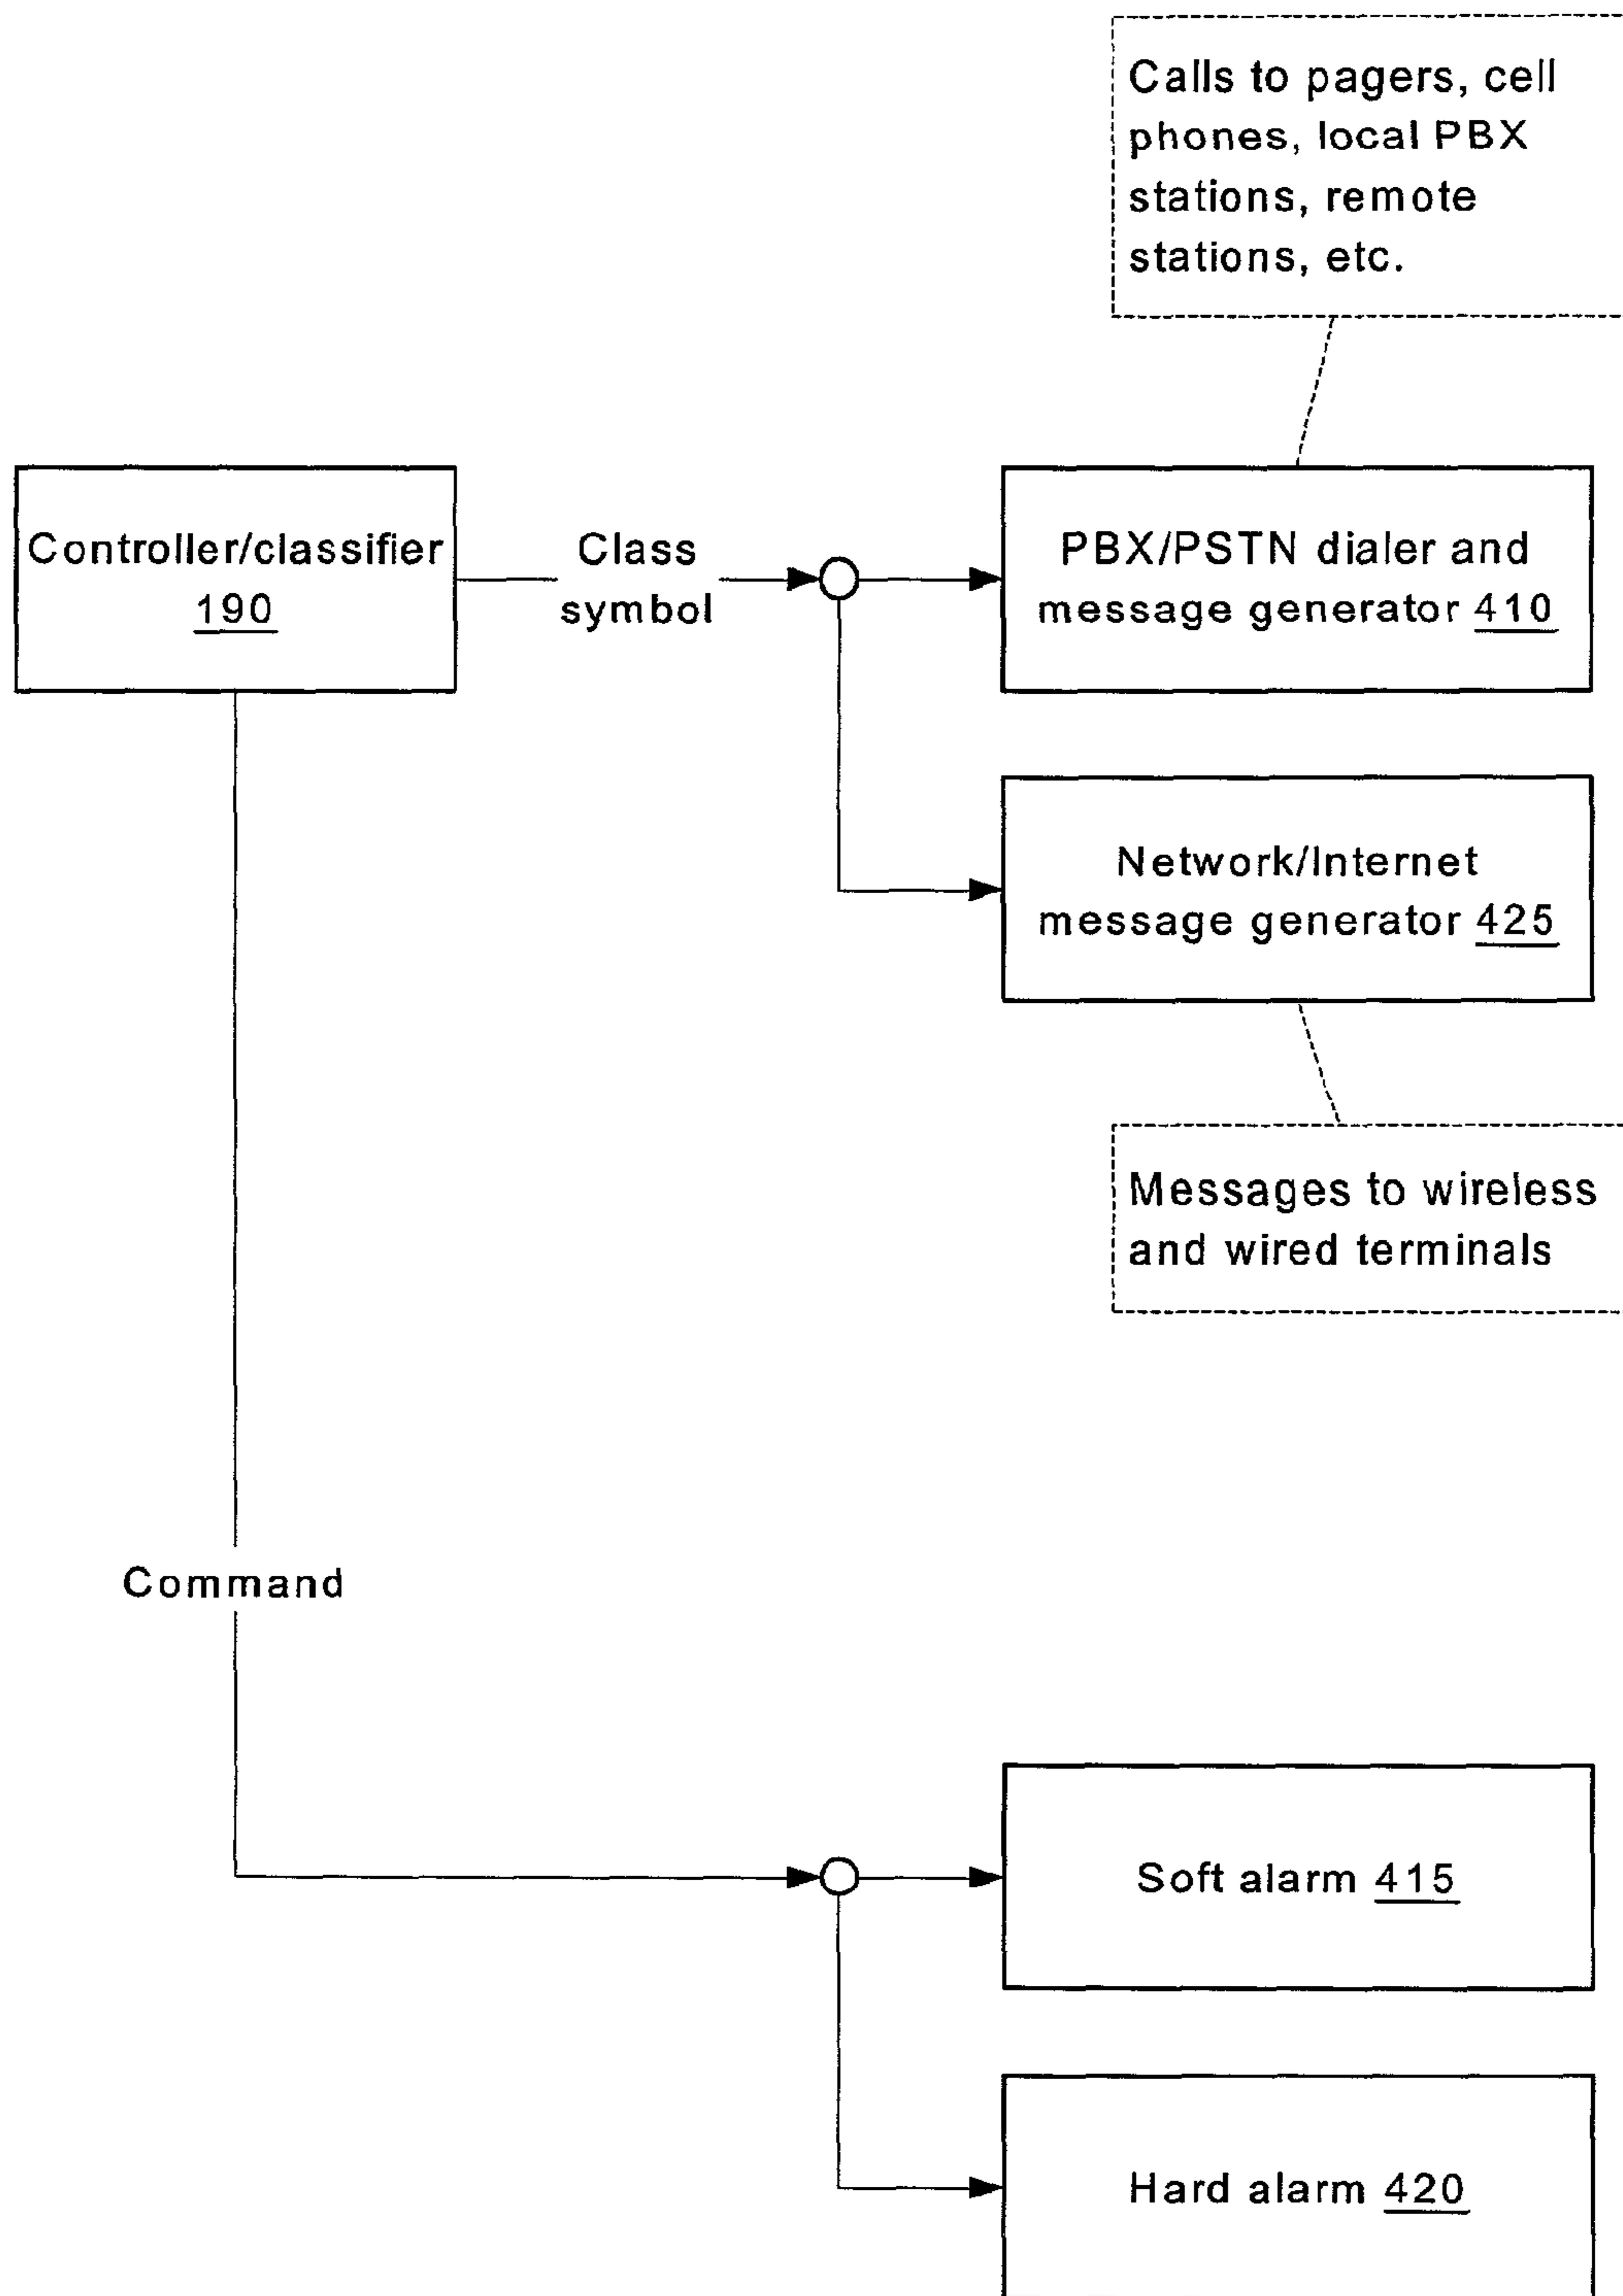 Calls to pagers, cell
phones, local PBX
stations, remote
stations, etc.
Controller/classifier
190
Class
symbol
PBX/PSTN dialer and
message generator 410
Network/Internet
message generator 425
Messages to wireless
and wired terminals
Command
Soft alarm 415
Hard alarm 420